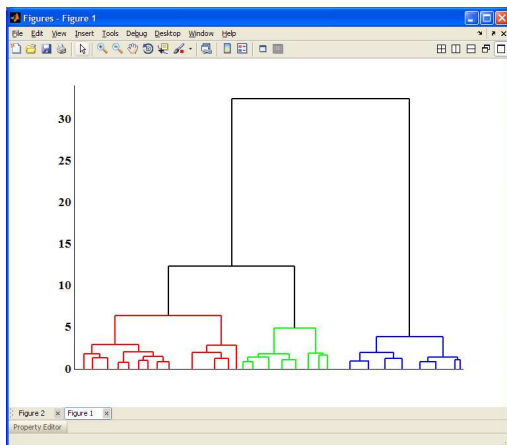 Figures - Figure 1
File Edit View Insert Tools Debug Desktop Window Help
30
25
20
15
10
5
0
Figure 2 × Figure 1 ×
Property Editor